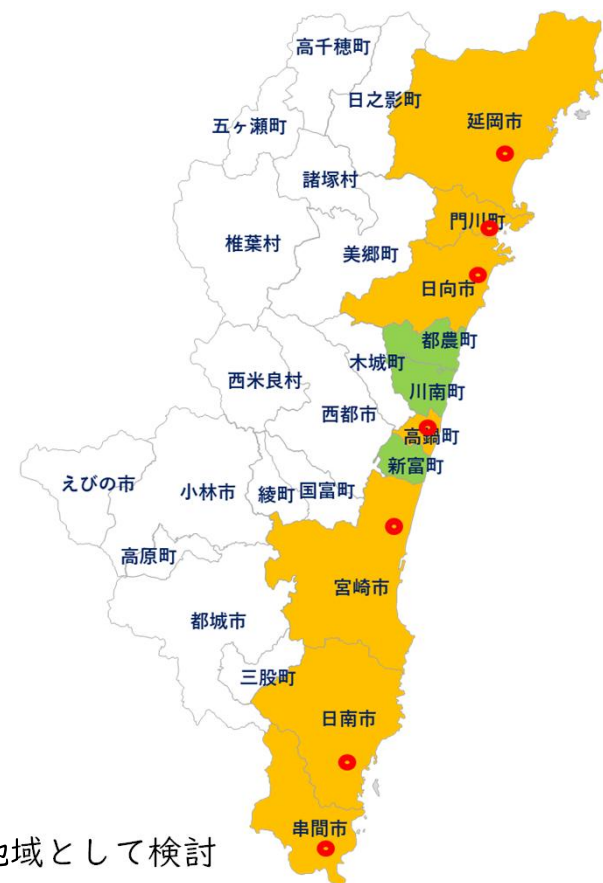 高千穂町
日之影町
延岡市
五ヶ瀬町
諸塚村
門川町
椎葉村
美郷町
日向市
都農町
木城町
西米良村
川南町
西都市
高鍋町
新富町
えびの市
小林市
綾町
国富町
高原町
宮崎市
都城市
三股町
日南市
串間市
域として検討